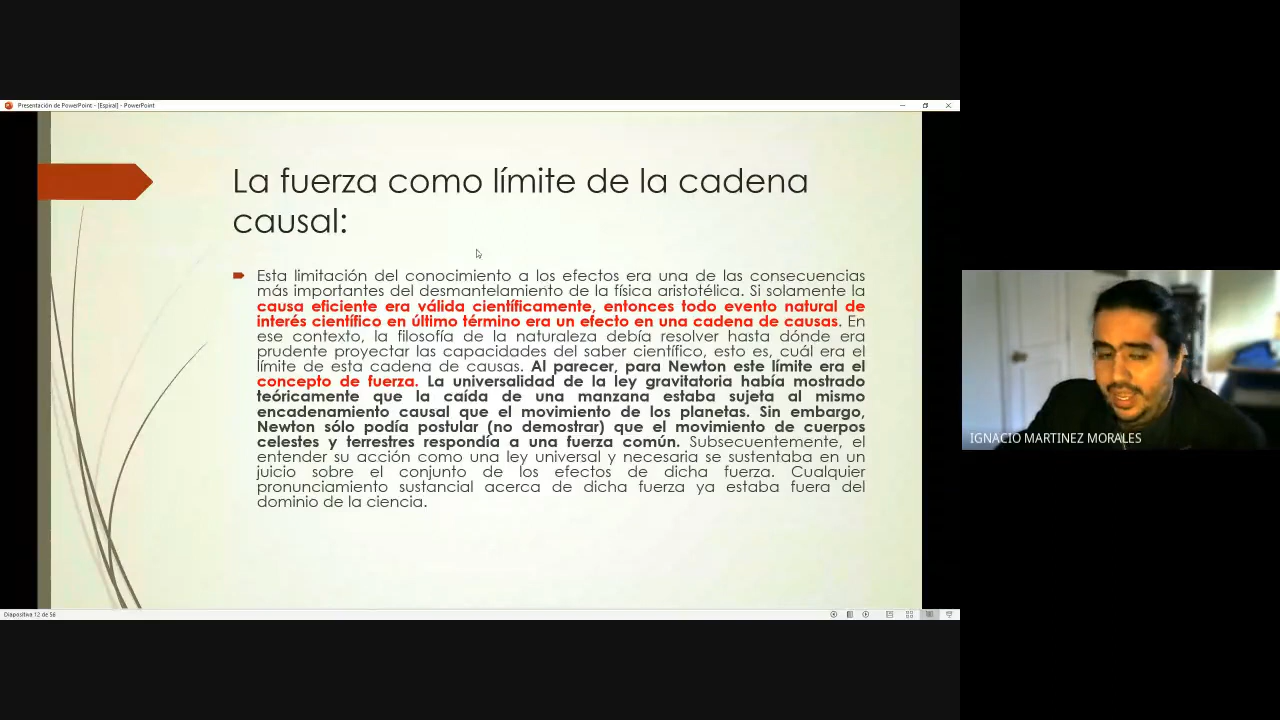 Presentación de PowerPoint - [Espiral] - PowerPoint
La fuerza como límite de la cadena
causal:
Esta limitación del conocimiento a los efectos era una de las consecuencias
más importantes del desmantelamiento de la física aristotélica. Si solamente la
causa eficiente era válida científicamente, entonces todo evento natural de
interés científico en último término era un efecto en una cadena de causas. En
ese contexto, la filosofía de la naturaleza debía resolver hasta dónde era
prudente proyectar las capacidades del saber científico, esto es, cuál era el
límite de esta cadena de causas. Al parecer, para Newton este límite era el
concepto de fuerza. La universalidad de la ley gravitatoria había mostrado
teóricamente que la caída de una manzana estaba sujeta al mismo
encadenamiento causal que el movimiento de los planetas. Sin embargo,
Newton sólo podía postular (no demostrar) que el movimiento de cuerpos
celestes y terrestres respondía a una fuerza común. Subsecuentemente, el
entender su acción como una ley universal y necesaria se sustentaba en un
juicio sobre el conjunto de los efectos de dicha fuerza. Cualquier
pronunciamiento sustancial acerca de dicha fuerza ya estaba fuera del
dominio de la ciencia.
IGNACIO MARTINEZ MORALES
Diapositiva 12 de 56